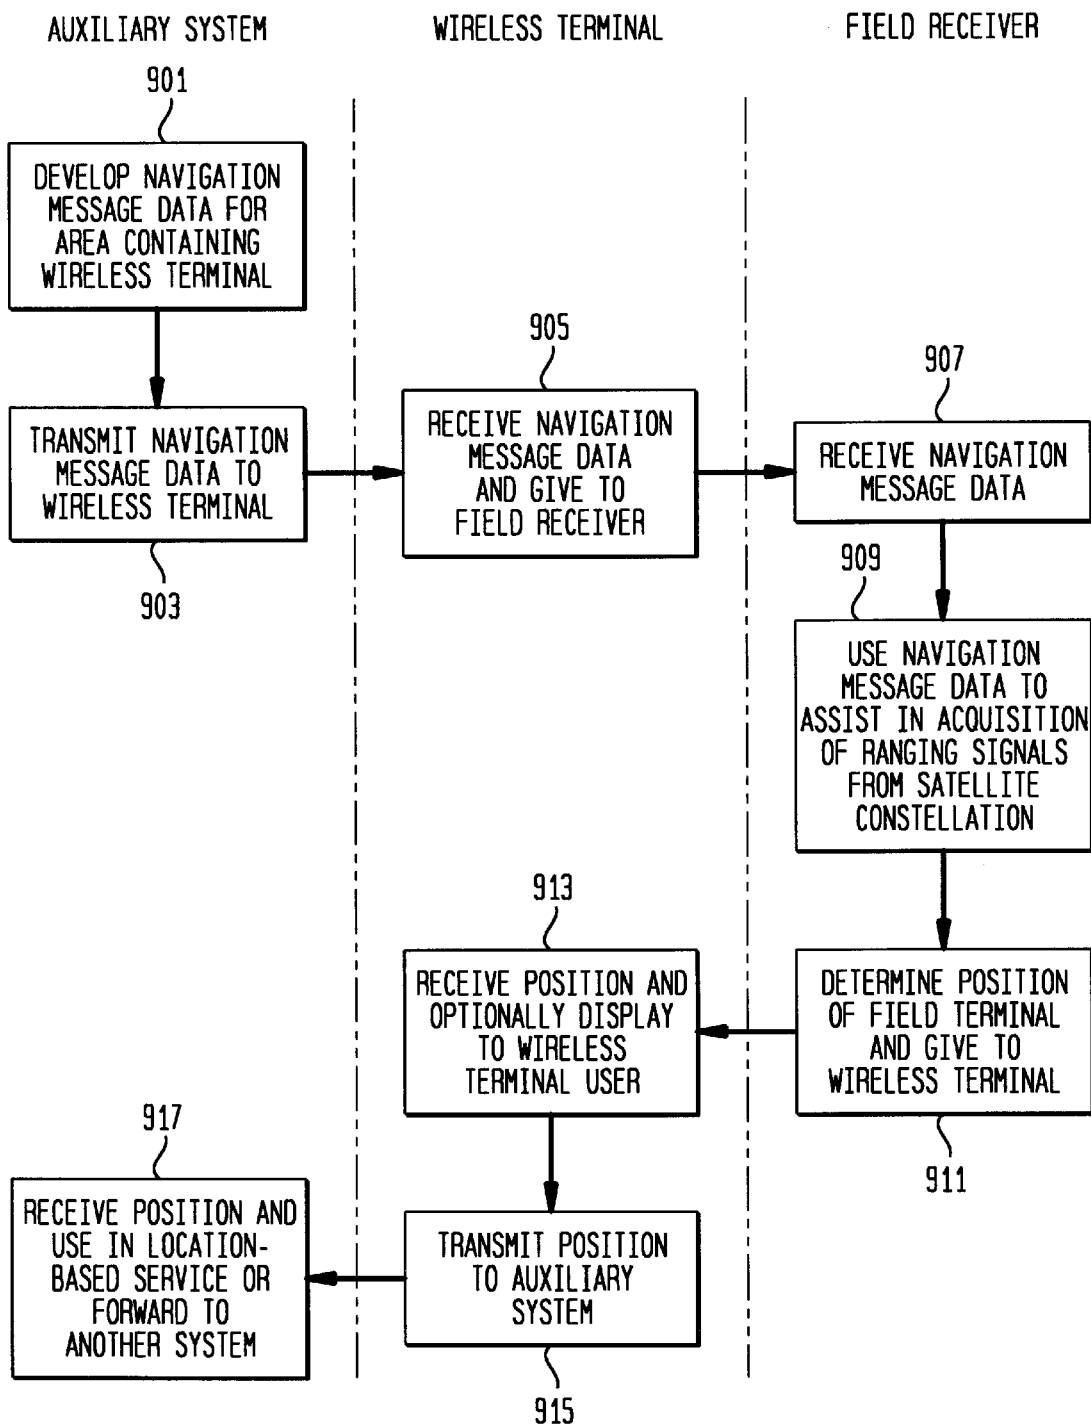 AUXILIARY SYSTEM
WIRELESS TERMINAL
FIELD RECEIVER
901
DEVELOP NAVIGATION
MESSAGE DATA FOR
AREA CONTAINING
WIRELESS TERMINAL
TRANSMIT NAVIGATION
MESSAGE DATA TO
WIRELESS TERMINAL
903
905
RECEIVE NAVIGATION
MESSAGE DATA
AND GIVE TO
FIELD RECEIVER
907
RECEIVE NAVIGATION
MESSAGE DATA
909
USE NAVIGATION
MESSAGE DATA TO
ASSIST IN ACQUISITION
OF RANGING SIGNALS
FROM SATELLITE
CONSTELLATION
DETERMINE POSITION
OF FIELD TERMINAL
AND GIVE TO
WIRELESS TERMINAL
911
913
RECEIVE POSITION AND
OPTIONALLY DISPLAY
TO WIRELESS
TERMINAL USER
TRANSMIT POSITION
TO AUXILIARY
SYSTEM
915
917
RECEIVE POSITION AND
USE IN LOCATION-
BASED SERVICE OR
FORWARD TO
ANOTHER SYSTEM